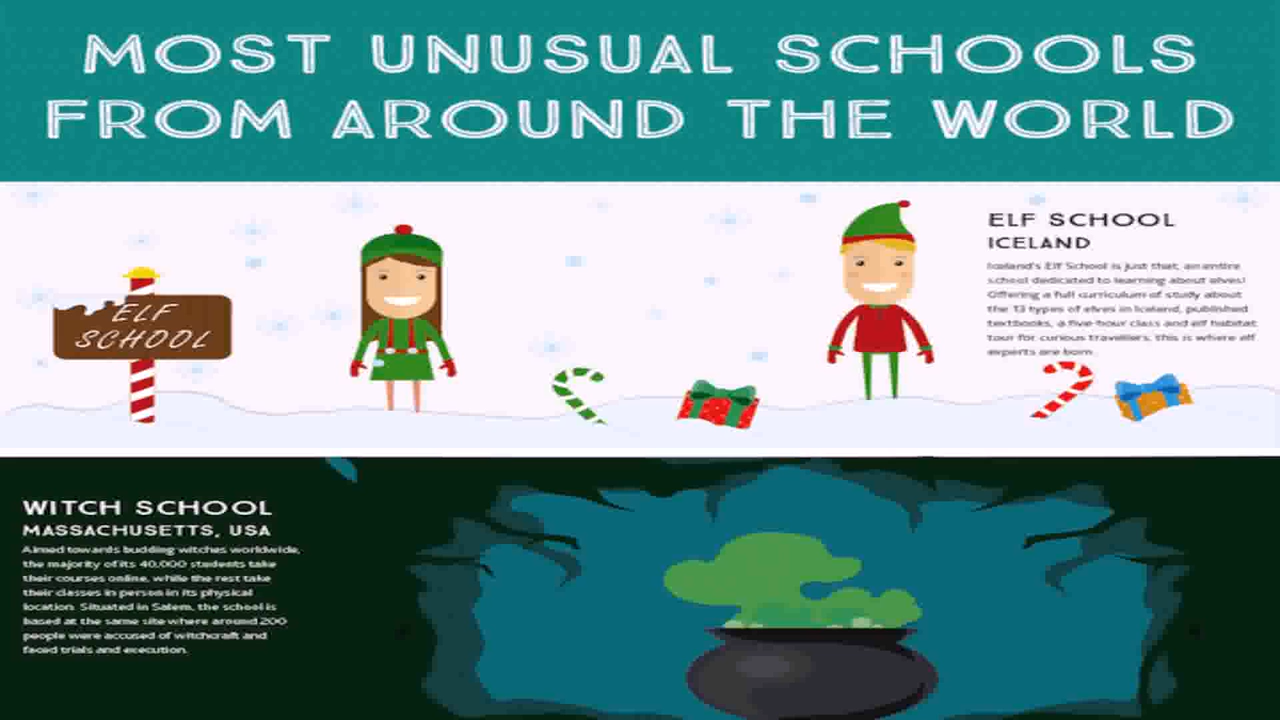 MOST UNUSUAL SCHOOLS
FROM AROUND THE WORLD
ELF
SCHOOL
ELF SCHOOL
ICELAND
Iceland's Elf School is just that, an entire
school dedicated to learning about elves!
Offering a full curriculum of study about
the 13 types of elves in Iceland, published
textbooks, a five-hour class and elf habitat
tour for curious travellers, this is where elf
experts are born.
WITCH SCHOOL
MASSACHUSETTS, USA
Aimed towards budding witches worldwide,
the majority of its 40,000 students take
their courses online, while the rest take
their classes in person in its physical
location. Situated in Salem, the school is
based at the same site where around 200
people were accused of witchcraft and
faced trials and execution.